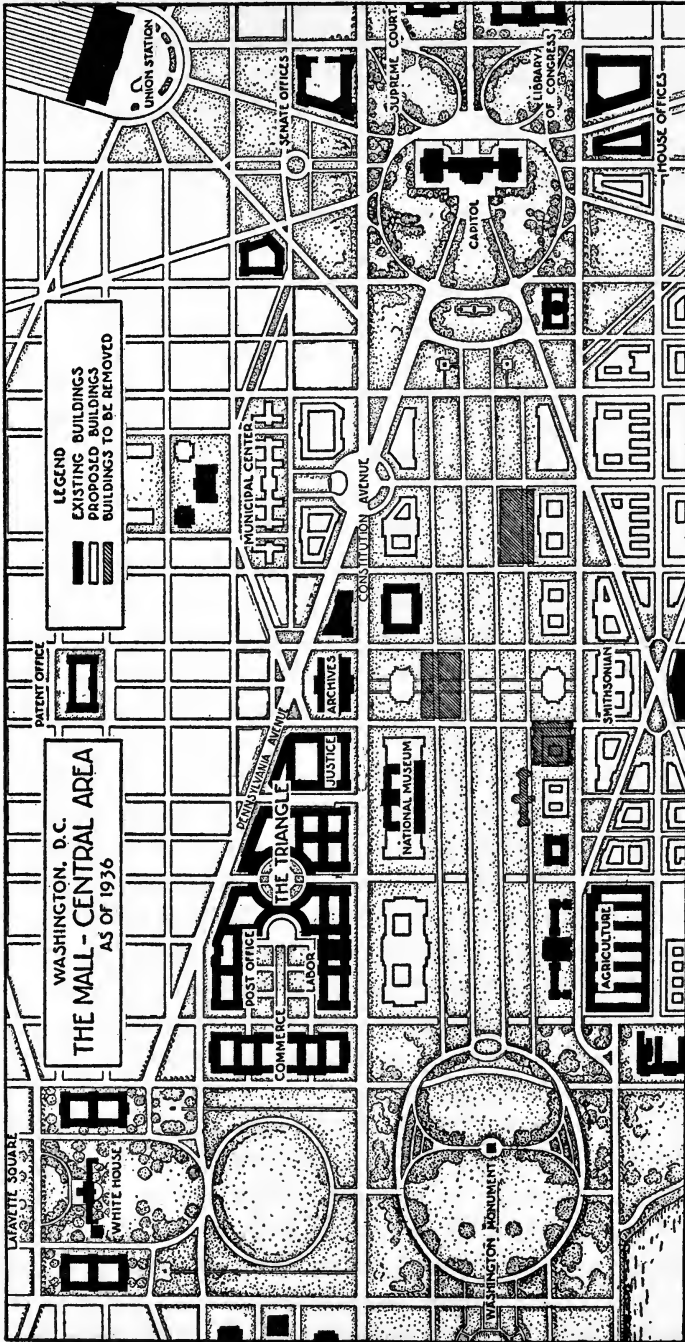 WASHINGTON, D.C.
THE MALL - CENTRAL AREA
AS OF 1936
LEGEND
EXISTING BUILDINGS
PROPOSED BUILDINGS
BUILDINGS TO BE REMOVED
LAFAYETTE SQUARE
WHITE HOUSE
PATENT OFFICE
UNION STATION
PENNSYLVANIA AVENUE
MUNICIPAL CENTER
SENATE OFFICES
COMMERCE
POST OFFICE
LABOR
THE TRIANGLE
JUSTICE
ARCHIVES
CONSTITUTION AVENUE
SUPREME COURT
NATIONAL MUSEUM
CAPITOL
LIBRARY
OF CONGRESS
WASHINGTON MONUMENT
AGRICULTURE
SMITHSONIAN
HOUSE OFFICES